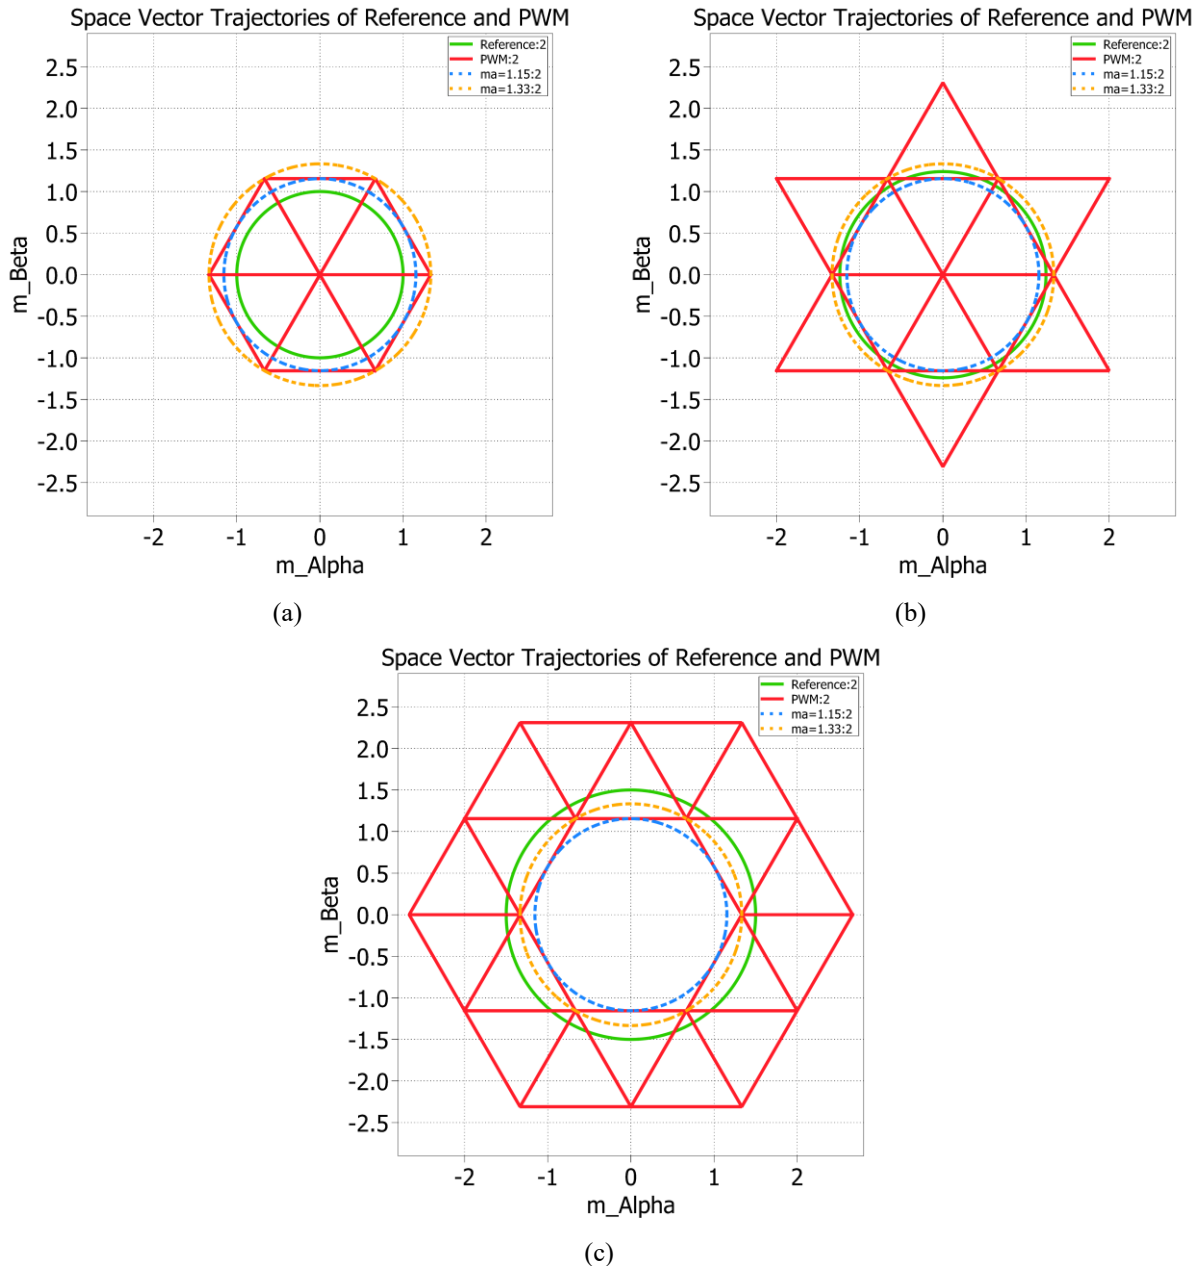 Space Vector Trajectories of Reference and PWM
Reference:2
PWM:2
ma=1.15:2
ma=1.33:2
2.5
2.0
1.5
1.0
0.5
0.0
-0.5
-1.0
-1.5
-2.0
-2.5
m_Beta
-2 -1 0 1 2
m_Alpha
(a)
Space Vector Trajectories of Reference and PWM
Reference:2
PWM:2
ma=1.15:2
ma=1.33:2
2.5
2.0
1.5
1.0
0.5
0.0
-0.5
-1.0
-1.5
-2.0
-2.5
m_Beta
-2 -1 0 1 2
m_Alpha
(b)
Space Vector Trajectories of Reference and PWM
Reference:2
PWM:2
ma=1.15:2
ma=1.33:2
2.5
2.0
1.5
1.0
0.5
0.0
-0.5
-1.0
-1.5
-2.0
-2.5
m_Beta
-2 -1 0 1 2
m_Alpha
(c)